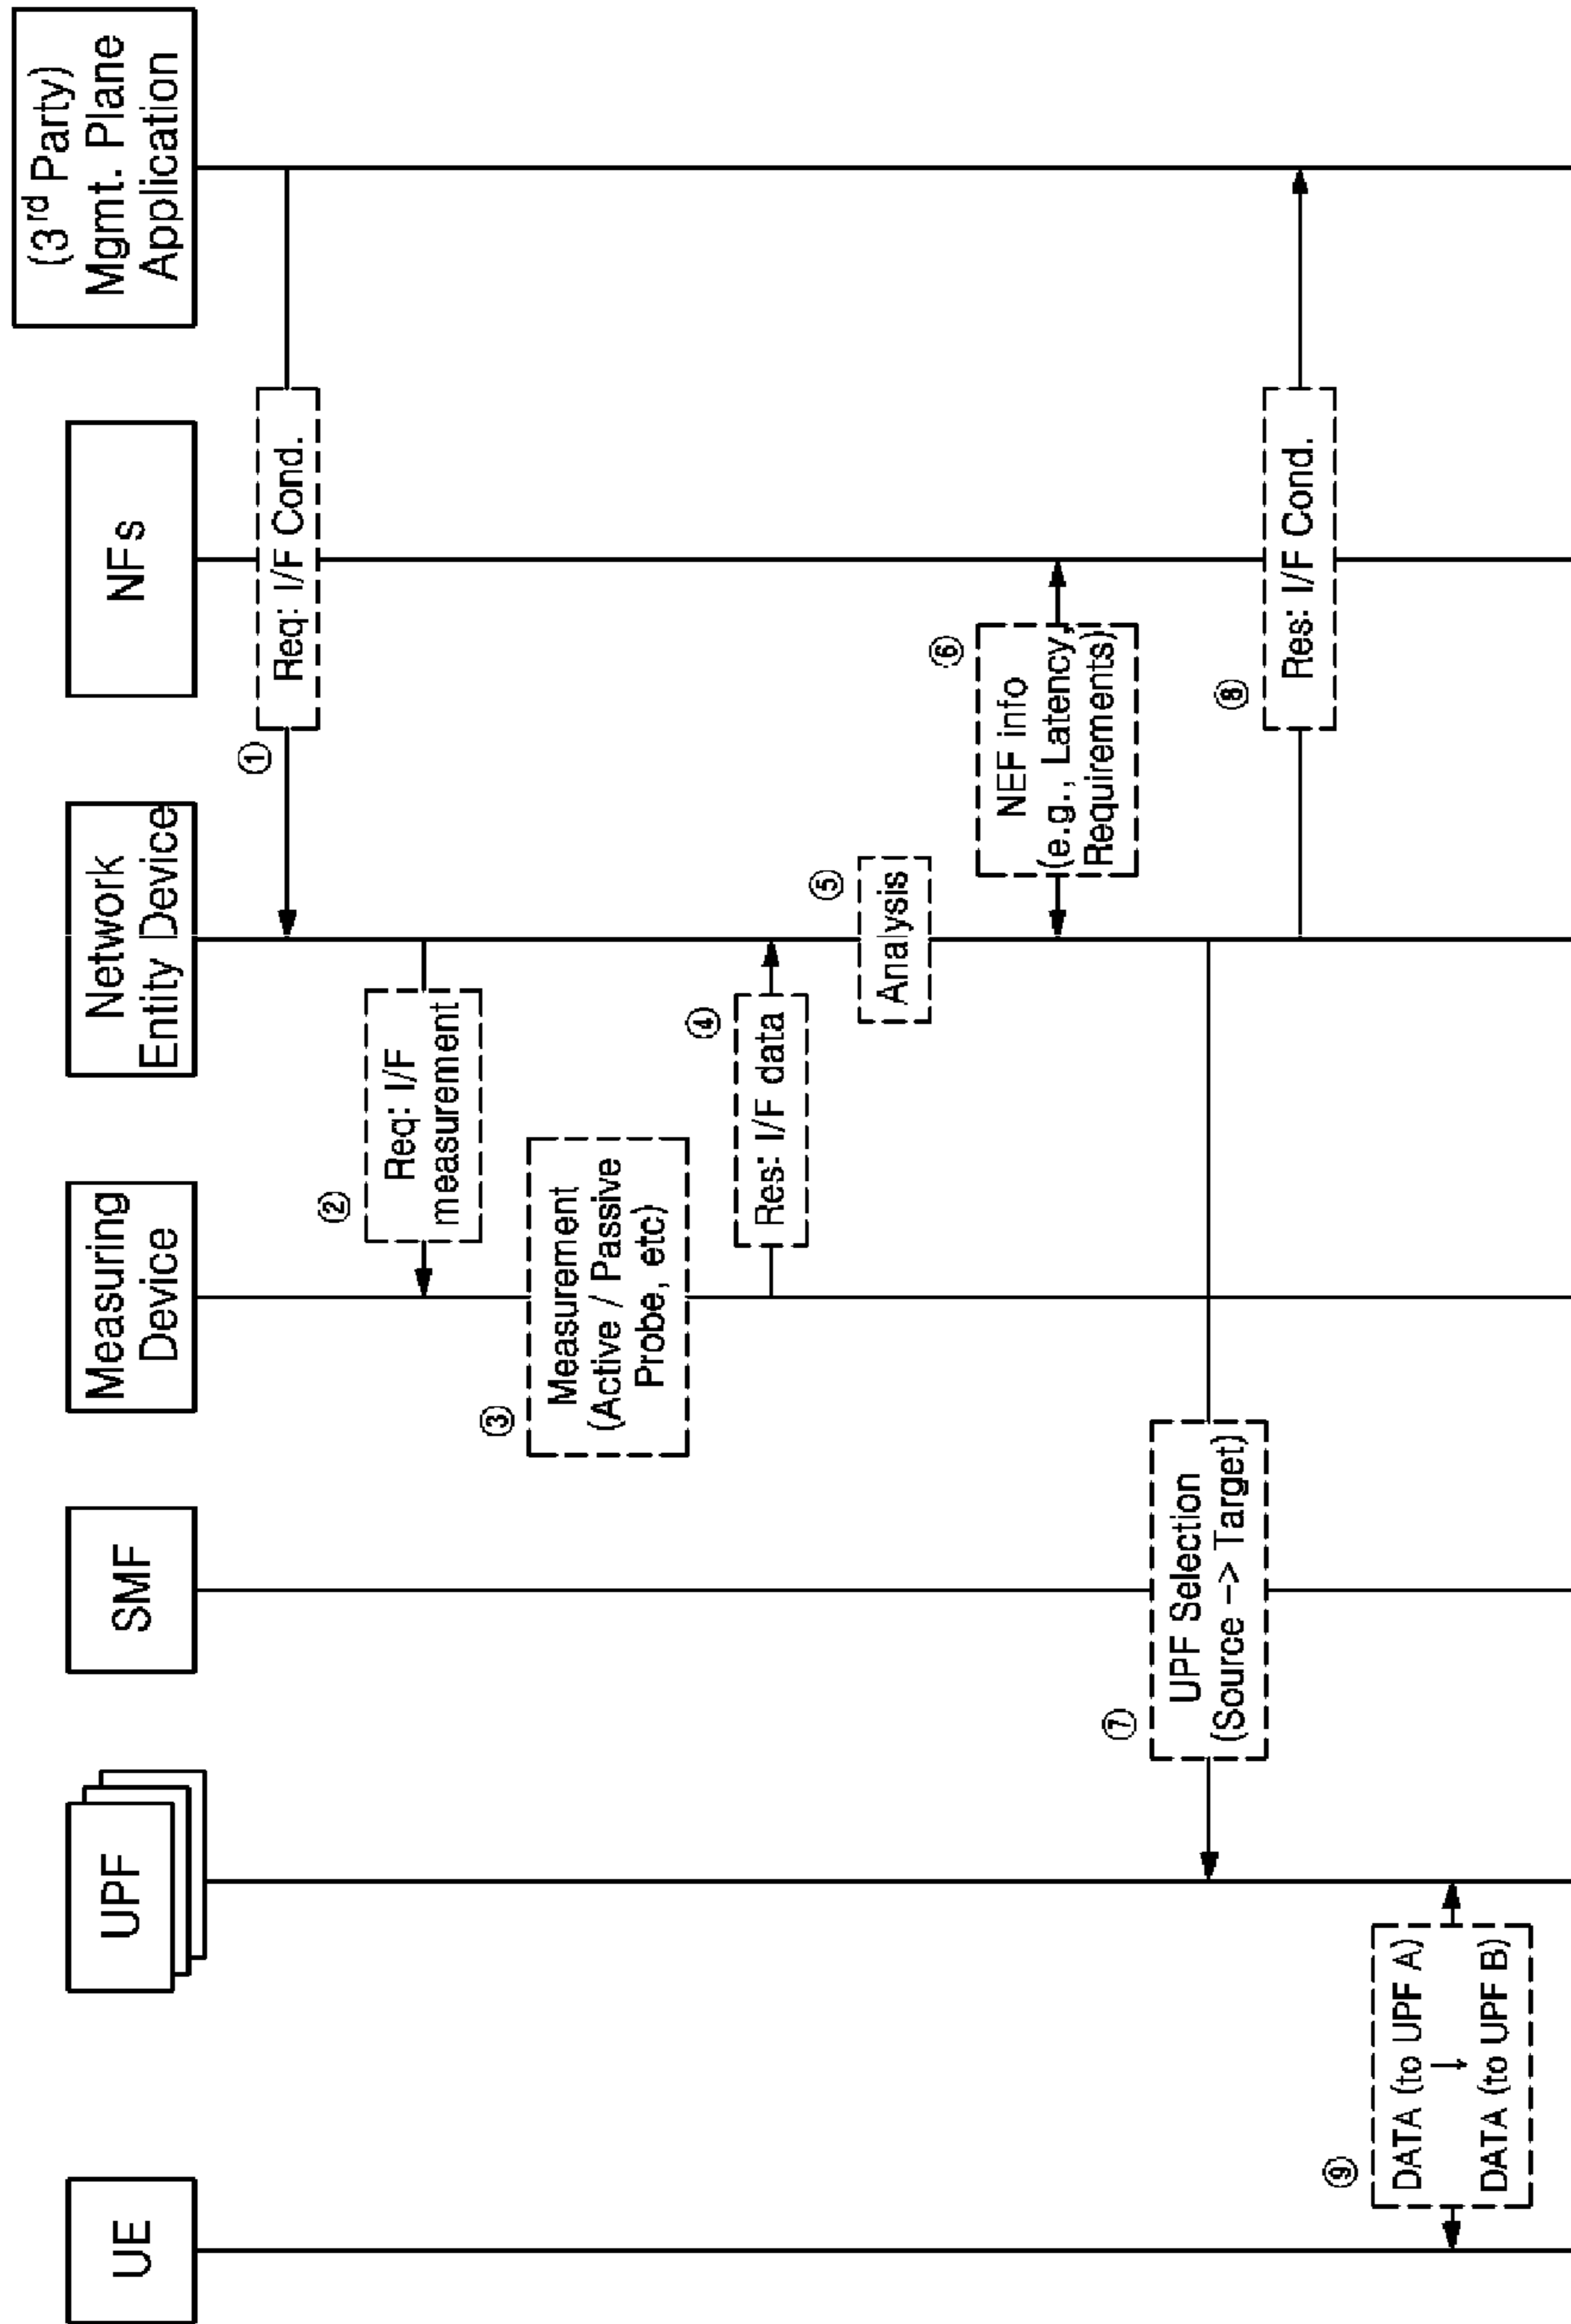 UE
UPF
SMF
Measuring
Device
Network
Entity Device
NFs
(3rd Party)
Mgmt. Plane
Application
①
Req: I/F Cond.
②
Req: I/F
measurement
③
Measurement
(Active / Passive
Probe, etc)
④
Res: I/F data
⑤
Analysis
⑥
NEF info
(e.g., Latency,
Requirements)
⑦
UPF Selection
(Source -> Target)
⑧
Res: I/F Cond.
⑨
DATA (to UPF A)
↓
DATA (to UPF B)